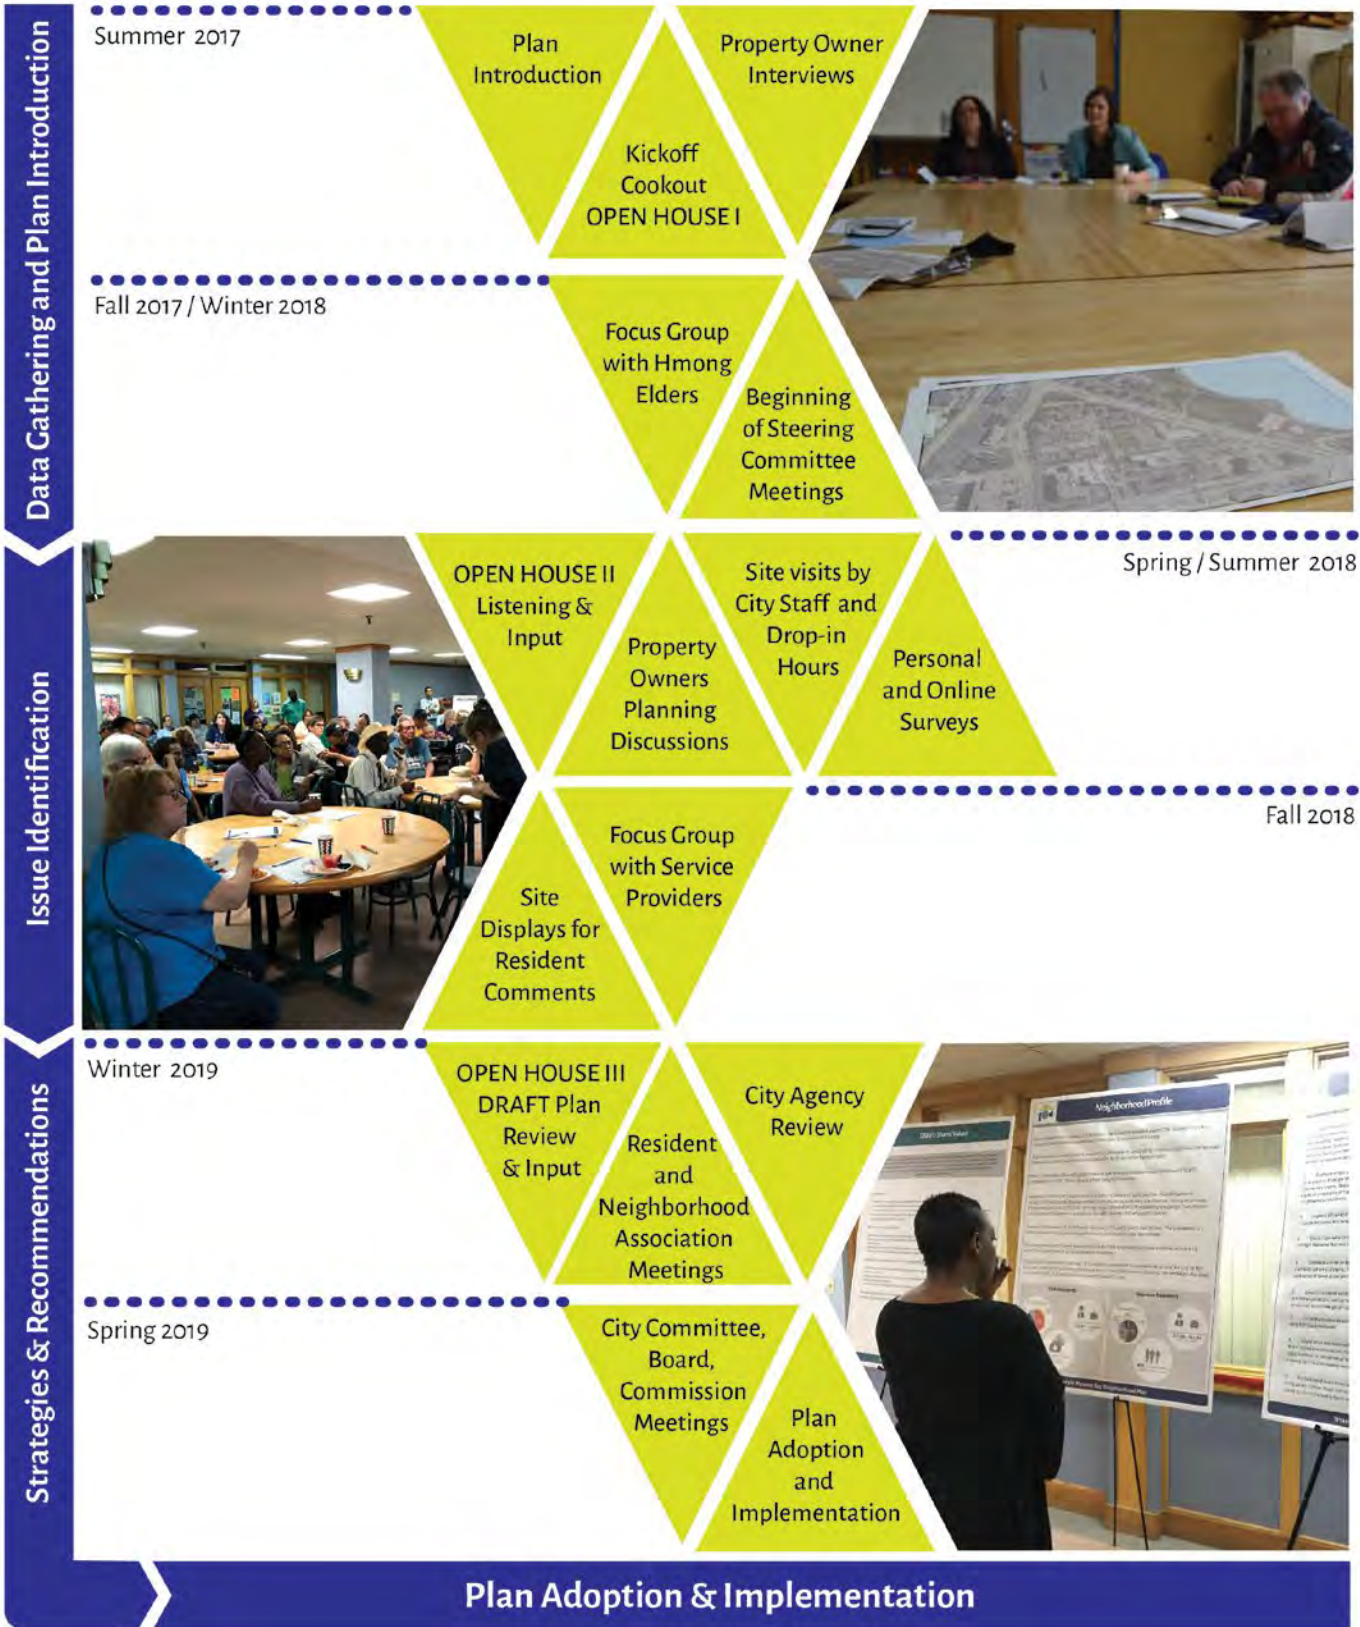 Data Gathering and Plan Introduction
Summer 2017
Plan
Introduction
Kickoff
Cookout
OPEN HOUSE I
Property Owner
Interviews
Fall 2017 / Winter 2018
Focus Group
with Hmong
Elders
Beginning
of Steering
Committee
Meetings
Issue Identification
Spring / Summer 2018
OPEN HOUSE II
Listening &
Input
Property
Owners
Planning
Discussions
Site visits by
City Staff and
Drop-in
Hours
Personal
and Online
Surveys
Fall 2018
Site
Displays for
Resident
Comments
Focus Group
with Service
Providers
Strategies & Recommendations
Winter 2019
OPEN HOUSE III
DRAFT Plan
Review
& Input
Resident
and
Neighborhood
Association
Meetings
City Agency
Review
Neighborhood Profile
Spring 2019
City Committee,
Board,
Commission
Meetings
Plan
Adoption
and
Implementation
Plan Adoption & Implementation